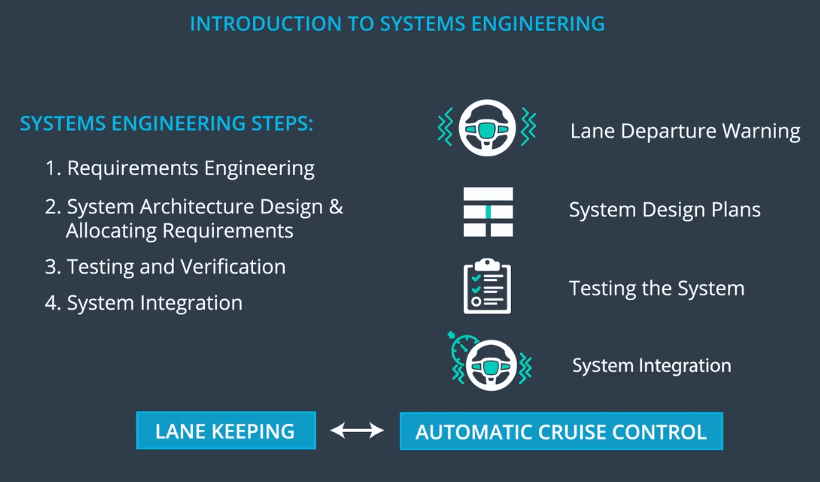 INTRODUCTION TO SYSTEMS ENGINEERING
SYSTEMS ENGINEERING STEPS:
1. Requirements Engineering
2. System Architecture Design &
Allocating Requirements
3. Testing and Verification
4. System Integration
Lane Departure Warning
System Design Plans
Testing the System
System Integration
LANE KEEPING
AUTOMATIC CRUISE CONTROL